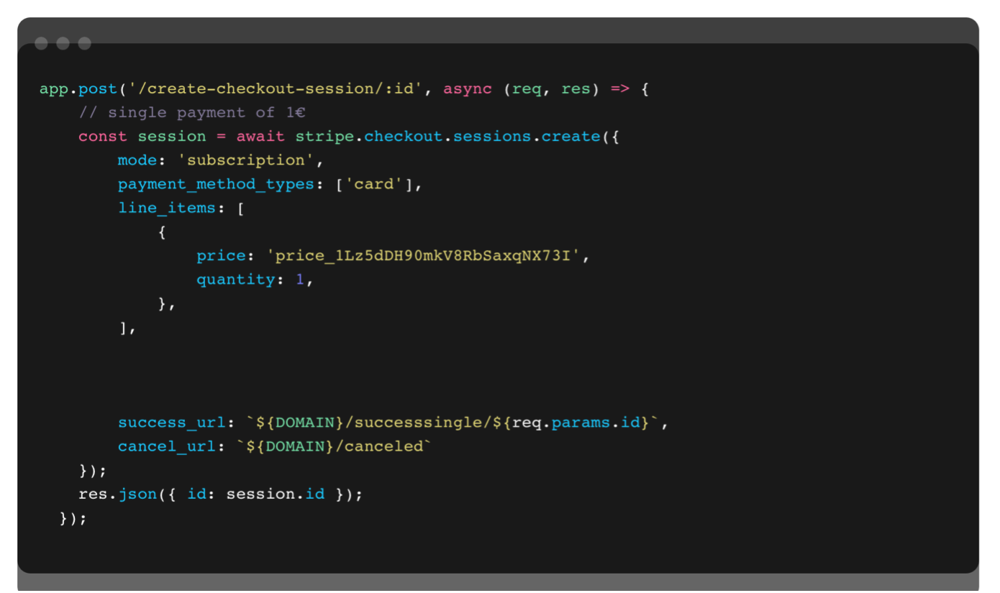 app.post('/create-checkout-session/:id', async (req, res) => {
    // single payment of 1€
    const session = await stripe.checkout.sessions.create({
        mode: 'subscription',
        payment_method_types: ['card'],
        line_items: [
            {
                price: 'price_1Lz5dDH90mkV8RbSaxqNX73I',
                quantity: 1,
            },
        ],
        success_url: `${DOMAIN}/successsingle/${req.params.id}`,
        cancel_url: `${DOMAIN}/canceled`
    });
    res.json({ id: session.id });
  });